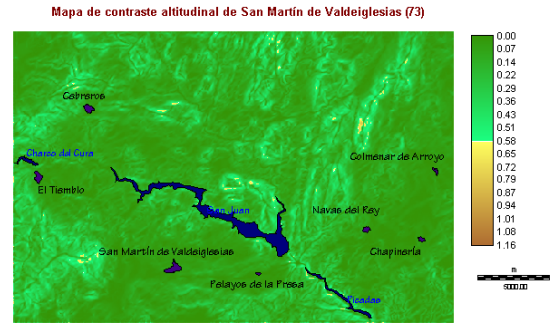 Mapa de contraste altitudinal de San Martín de Valdeiglesias (73)
0.00
0.07
0.14
0.22
0.29
0.36
0.43
0.51
0.58
0.65
0.72
0.79
0.87
0.94
1.01
1.08
1.16
Cebreros
Charco del Cura
Colmenar de Arroyo
El Tiemblo
San Juan
Navas del Rey
San Martín de Valdeiglesias
Chapinería
Pelayos de la Presa
Picadas
m
5000.00